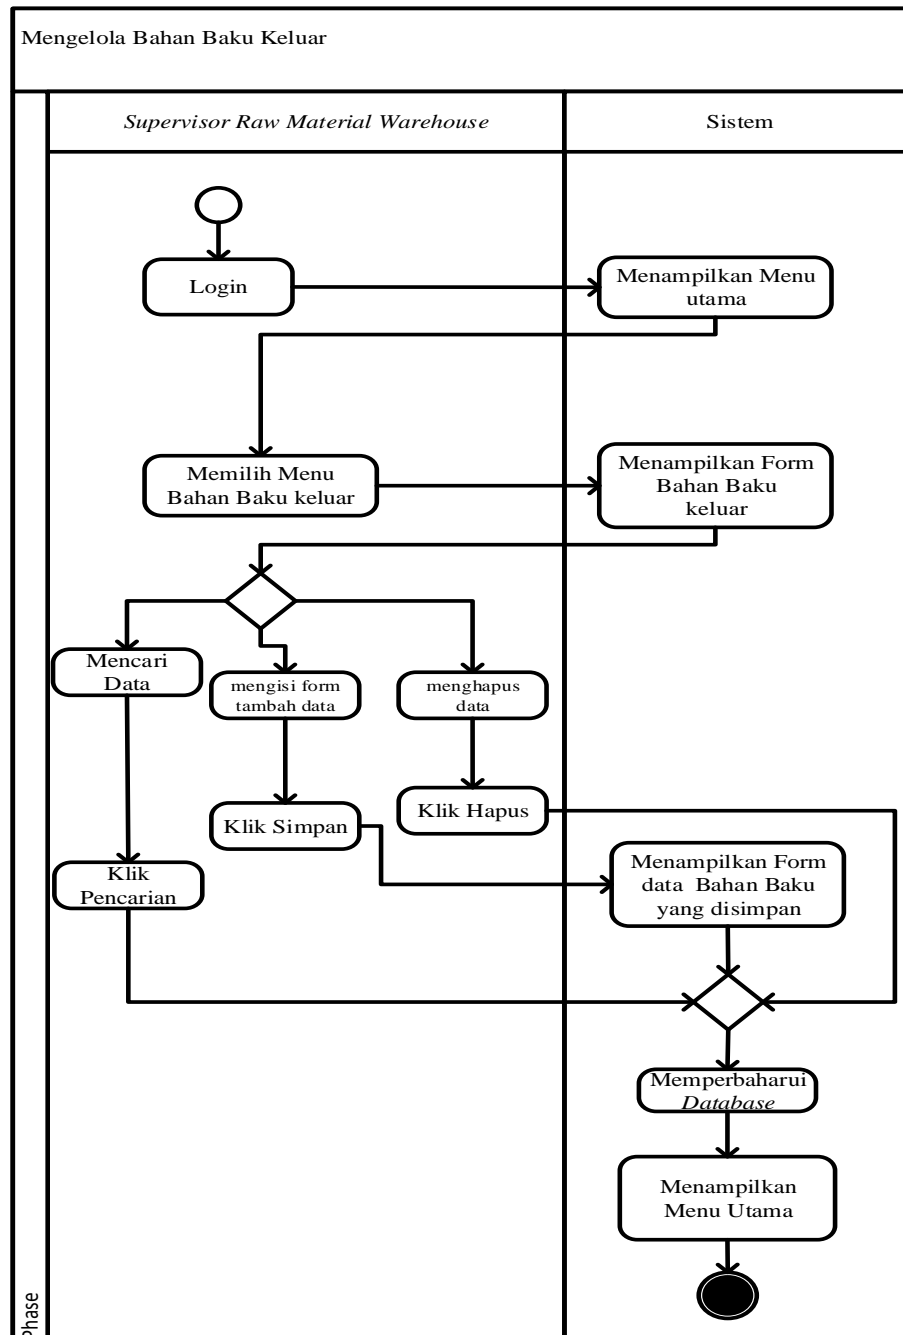 Mengelola Bahan Baku Keluar
Supervisor Raw Material Warehouse
Sistem
Login
Menampilkan Menu
utama
Memilih Menu
Bahan Baku keluar
Menampilkan Form
Bahan Baku
keluar
Mencari
Data
mengisi form
tambah data
menghapus
data
Klik Simpan
Klik Hapus
Klik
Pencarian
Menampilkan Form
data Bahan Baku
yang disimpan
Memperbaharui
Database
Menampilkan
Menu Utama
Phase